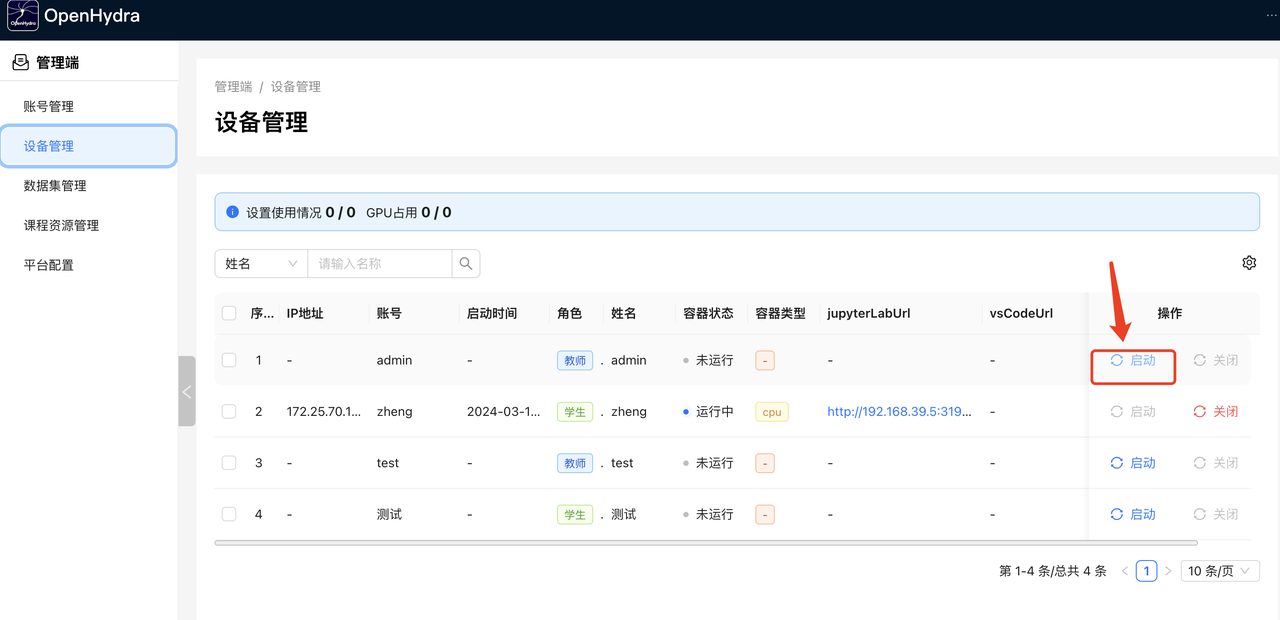 OpenHydra
OpenHydra
...
管理端
账号管理
设备管理
数据集管理
课程资源管理
平台配置
管理端 / 设备管理
设备管理
设置使用情况 0 / 0 GPU占用 0 / 0
姓名 请输入名称
序... IP地址 账号 启动时间 角色 姓名 容器状态 容器类型 jupyterLabUrl vsCodeUrl 操作
1 - admin - 教师 . admin 未运行 - - - 启动 关闭
2 172.25.70.1... zheng 2024-03-1... 学生 . zheng 运行中 cpu http://192.168.39.5:319... - 启动 关闭
3 - test - 教师 . test 未运行 - - - 启动 关闭
4 - 测试 - 学生 . 测试 未运行 - - - 启动 关闭
第 1-4 条/总共 4 条 < 1 > 10 条/页